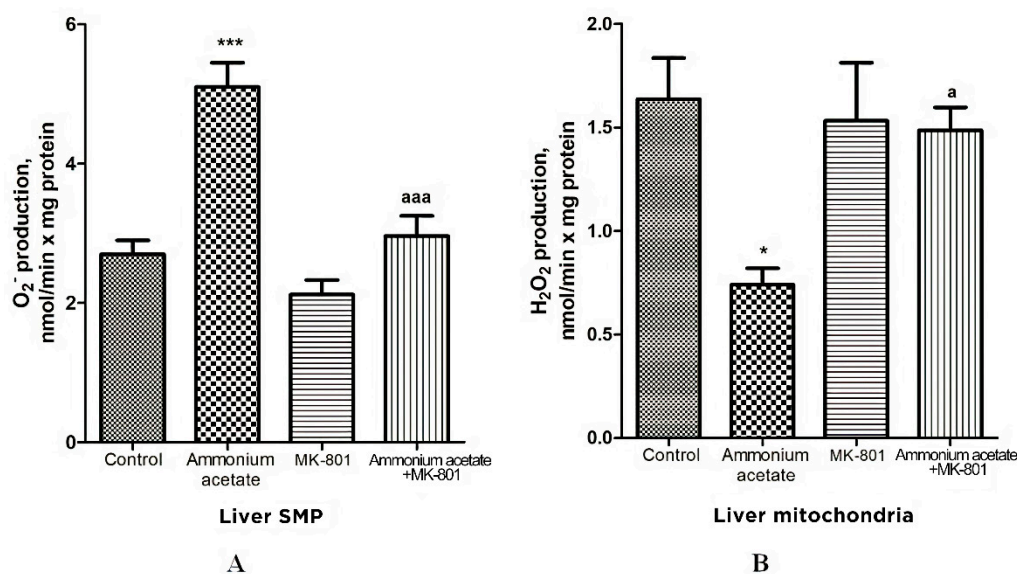 O₂⁻ production,
nmol/min x mg protein
6
4
2
0
***
aaa
Control
Ammonium
acetate
MK-801
Ammonium acetate
+MK-801
Liver SMP
A
H₂O₂ production,
nmol/min x mg protein
2.0
1.5
1.0
0.5
0.0
*
a
Control
Ammonium
acetate
MK-801
Ammonium acetate
+MK-801
Liver mitochondria
B